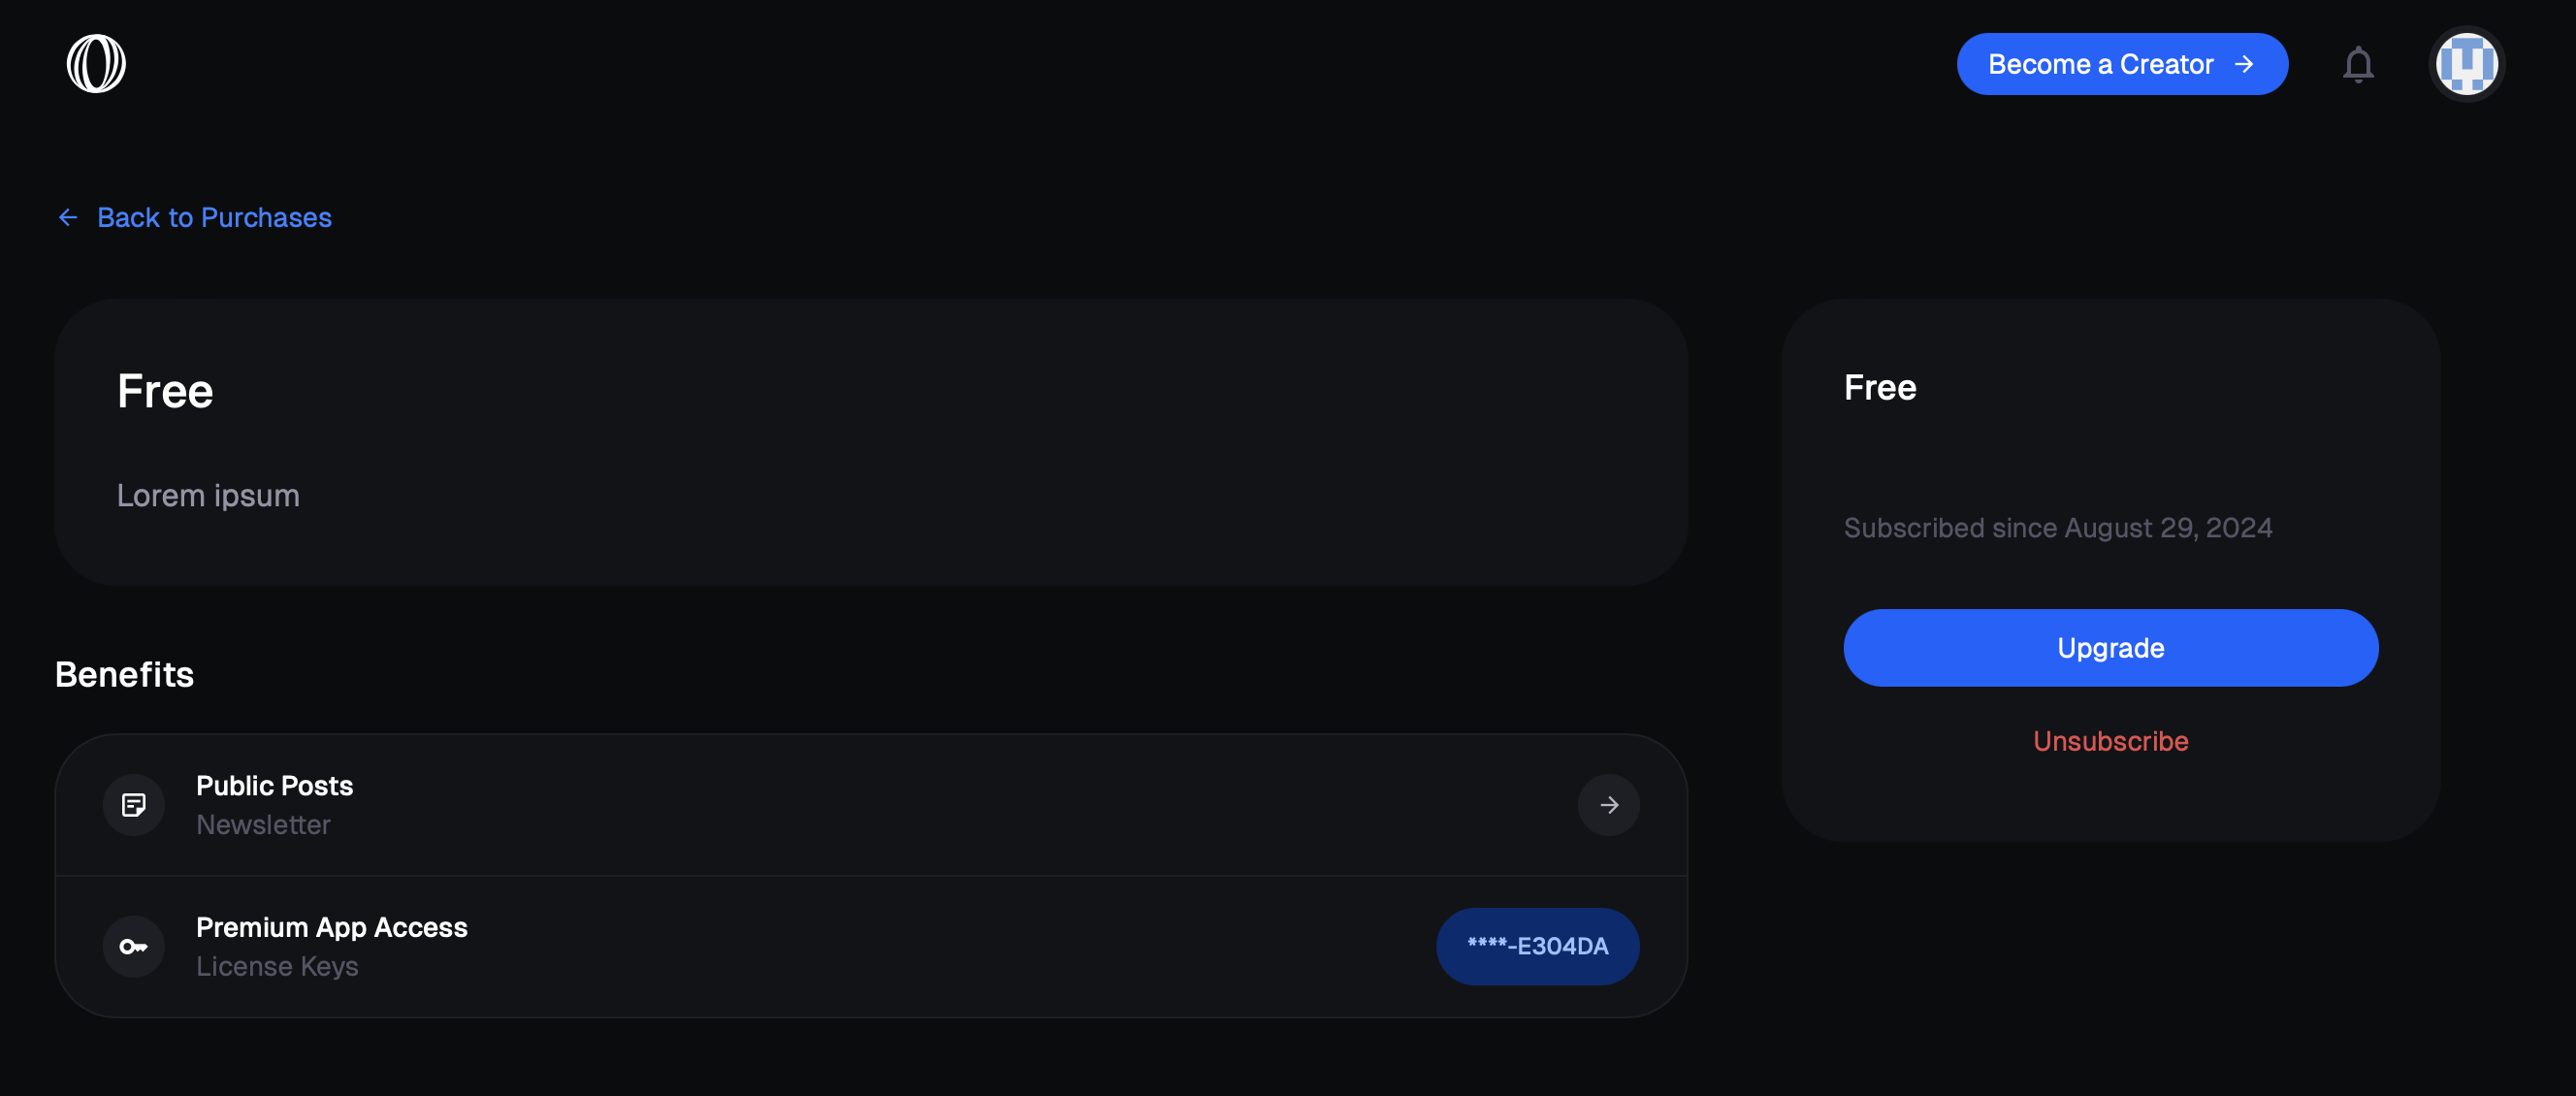 Become a Creator →
← Back to Purchases
Free
Lorem ipsum
Free
Subscribed since August 29, 2024
Upgrade
Unsubscribe
Benefits
Public Posts
Newsletter
Premium App Access
License Keys
****-E304DA